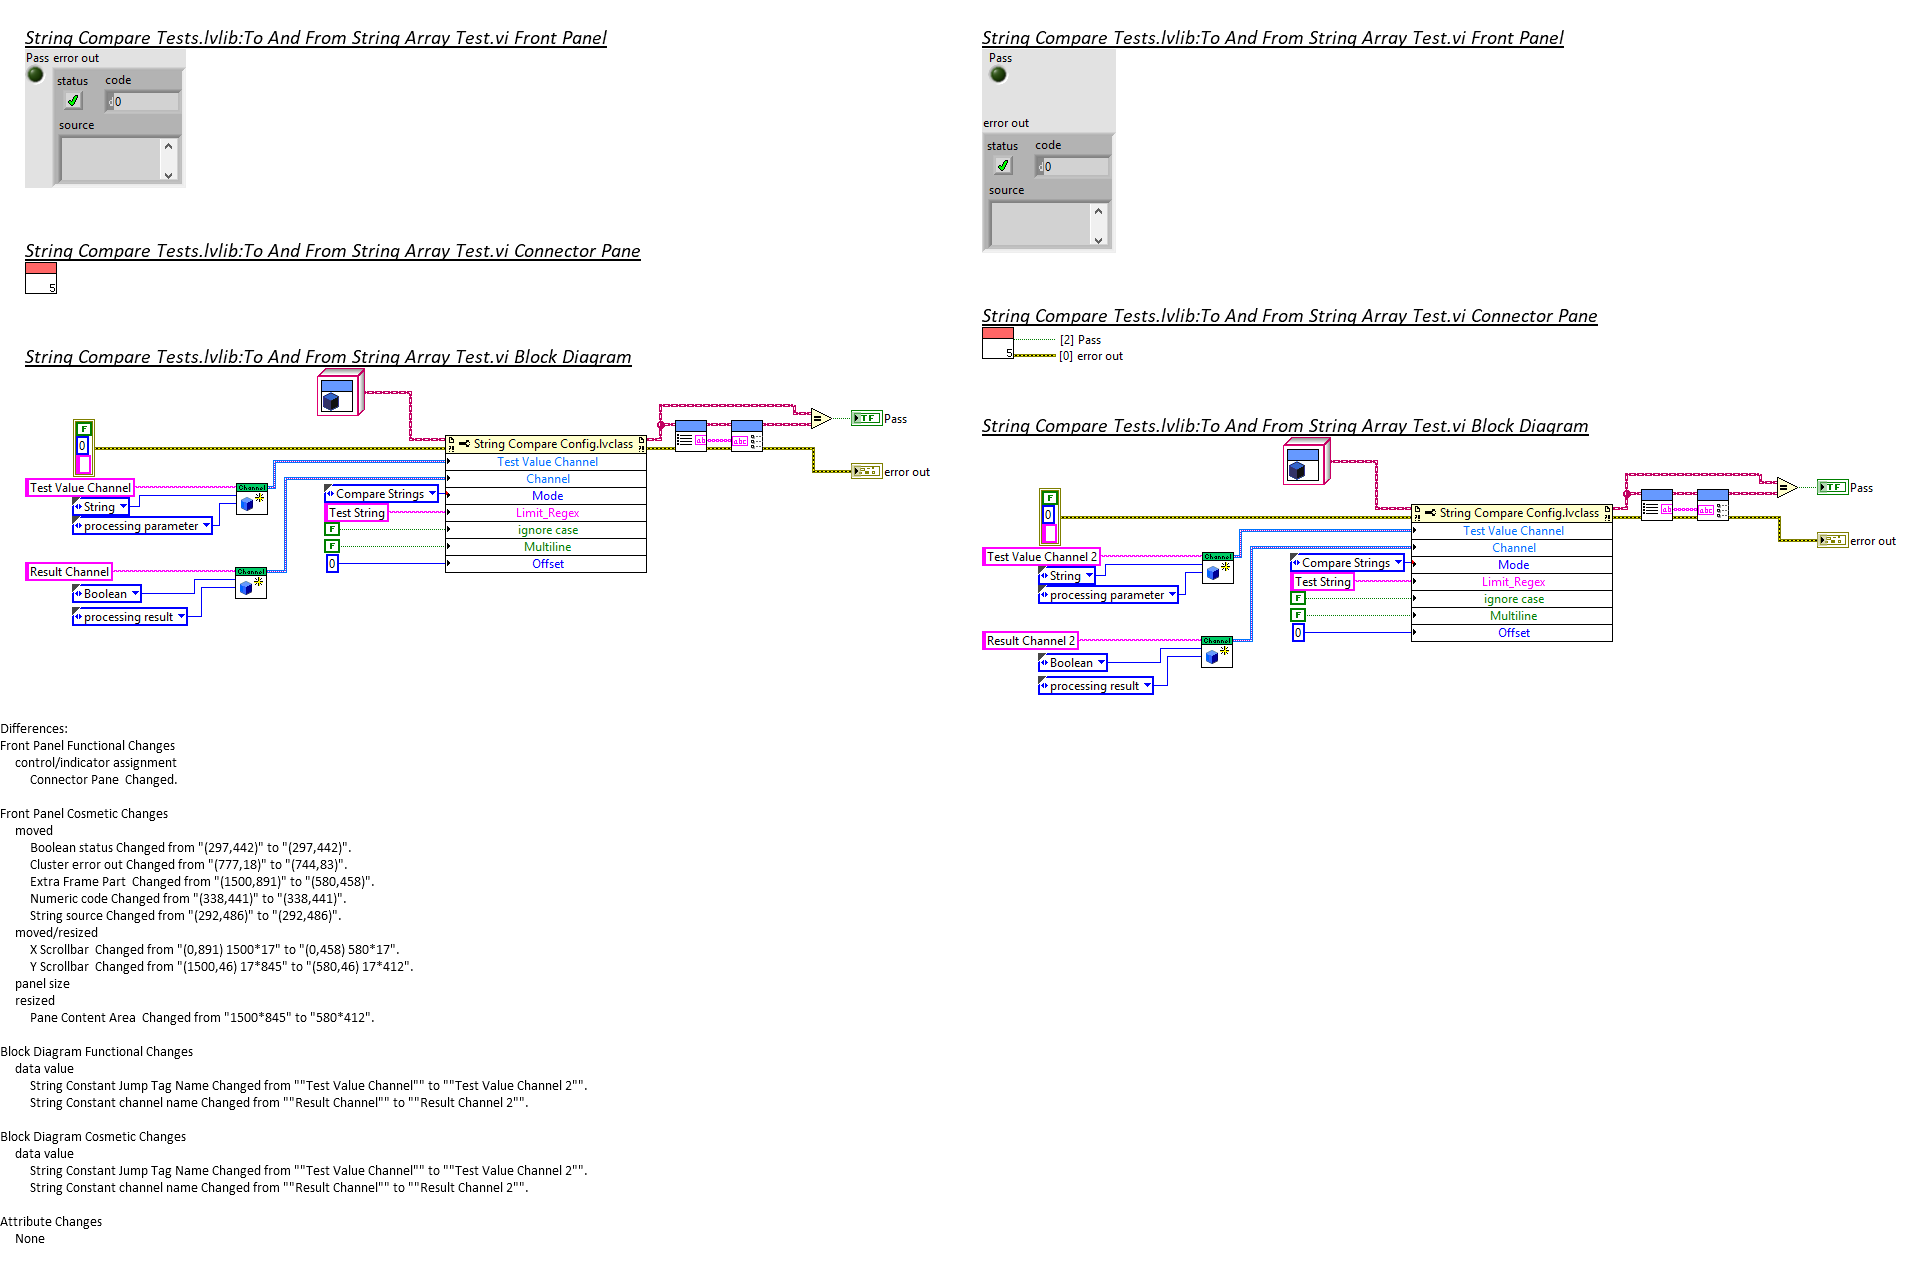 String Compare Tests.lvlib:To And From String Array Test.vi Front Panel
Pass error out
status code
0
source
String Compare Tests.lvlib:To And From String Array Test.vi Connector Pane
5
String Compare Tests.lvlib:To And From String Array Test.vi Block Diagram
F
0
Test Value Channel
String
processing parameter
Channel
Result Channel
Boolean
processing result
Channel
Compare Strings
Test String
F
F
0
String Compare Config.lvclass
Test Value Channel
Channel
Mode
Limit_Regex
ignore case
Multiline
Offset
ab
abc
=
TF Pass
error out
String Compare Tests.lvlib:To And From String Array Test.vi Front Panel
Pass
error out
status code
0
source
String Compare Tests.lvlib:To And From String Array Test.vi Connector Pane
[2] Pass
5 [0] error out
String Compare Tests.lvlib:To And From String Array Test.vi Block Diagram
F
0
Test Value Channel 2
String
processing parameter
Channel
Result Channel 2
Boolean
processing result
Channel
Compare Strings
Test String
F
F
0
String Compare Config.lvclass
Test Value Channel
Channel
Mode
Limit_Regex
ignore case
Multiline
Offset
ab
abc
=
TF Pass
error out
Differences:
Front Panel Functional Changes
control/indicator assignment
Connector Pane  Changed.
Front Panel Cosmetic Changes
moved
Boolean status Changed from "(297,442)" to "(297,442)".
Cluster error out Changed from "(777,18)" to "(744,83)".
Extra Frame Part  Changed from "(1500,891)" to "(580,458)".
Numeric code Changed from "(338,441)" to "(338,441)".
String source Changed from "(292,486)" to "(292,486)".
moved/resized
X Scrollbar  Changed from "(0,891) 1500*17" to "(0,458) 580*17".
Y Scrollbar  Changed from "(1500,46) 17*845" to "(580,46) 17*412".
panel size
resized
Pane Content Area  Changed from "1500*845" to "580*412".
Block Diagram Functional Changes
data value
String Constant Jump Tag Name Changed from ""Test Value Channel"" to ""Test Value Channel 2"".
String Constant channel name Changed from ""Result Channel"" to ""Result Channel 2"".
Block Diagram Cosmetic Changes
data value
String Constant Jump Tag Name Changed from ""Test Value Channel"" to ""Test Value Channel 2"".
String Constant channel name Changed from ""Result Channel"" to ""Result Channel 2"".
Attribute Changes
None